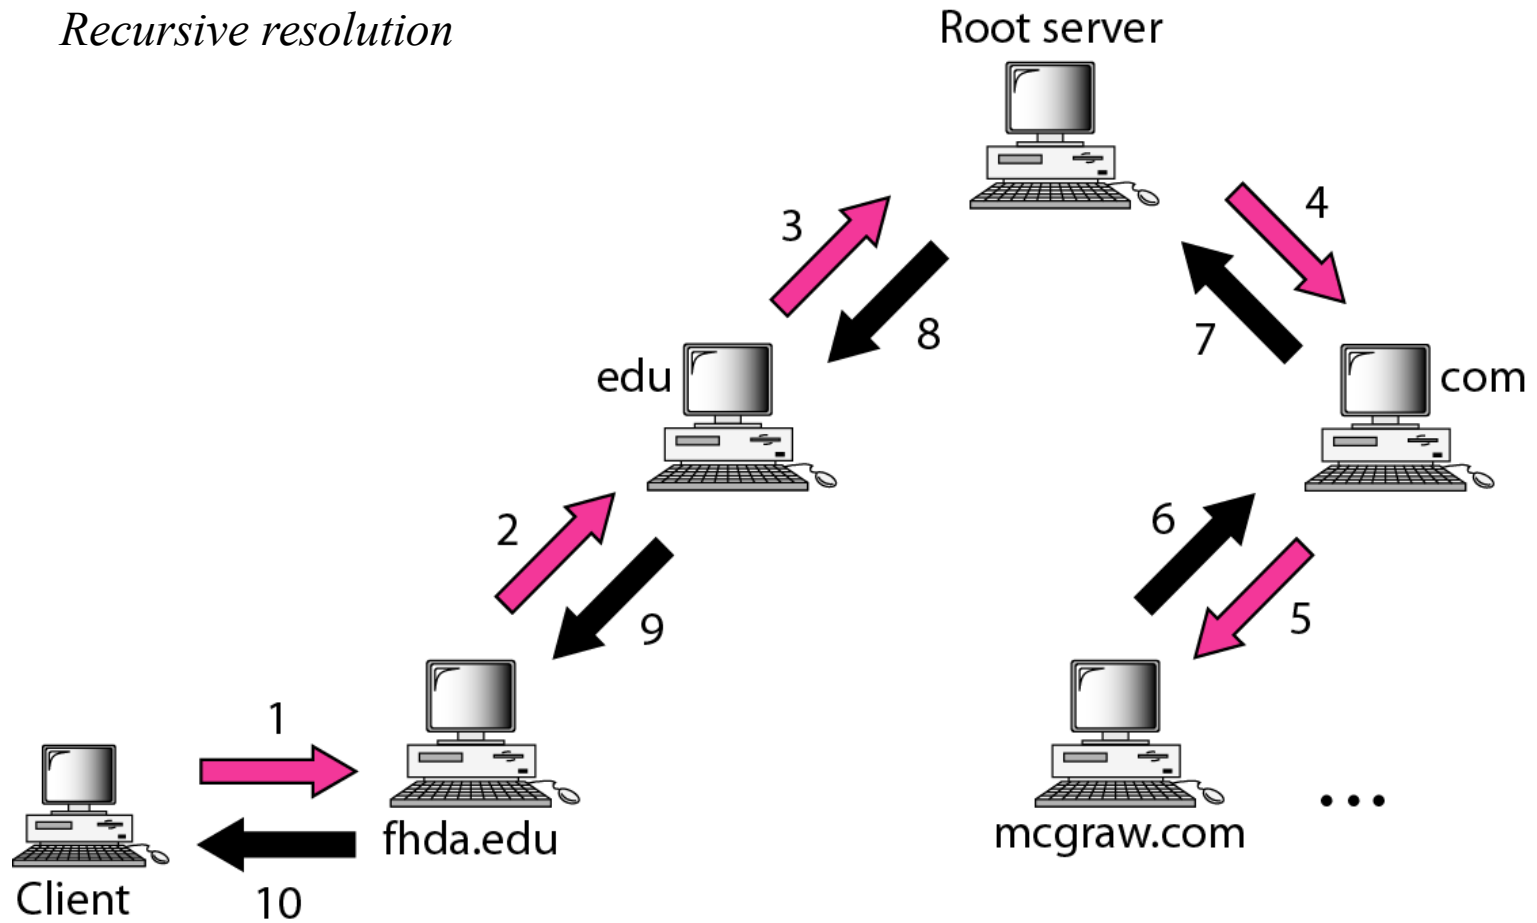 Recursive resolution
Root server
3
4
8
7
edu
com
2
6
9
5
1
fhda.edu
mcgraw.com
...
Client
10